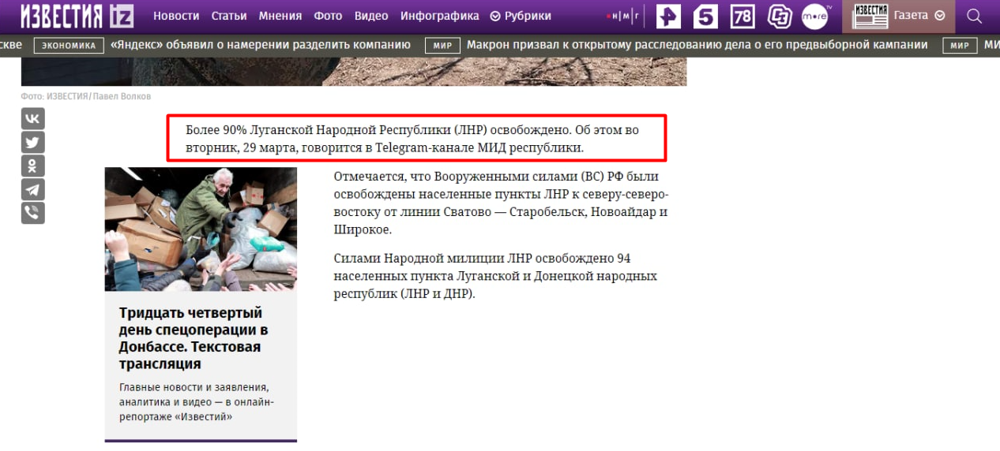 ИЗВЕСТИЯ iz Новости Статьи Мнения Фото Видео Инфографика Рубрики н|м|г 5 78 more TV ИЗВЕСТИЯ Газета
скве ЭКОНОМИКА «Яндекс» объявил о намерении разделить компанию МИР Макрон призвал к открытому расследованию дела о его предвыборной кампании МИР МИ
Фото: ИЗВЕСТИЯ/Павел Волков
Более 90% Луганской Народной Республики (ЛНР) освобождено. Об этом во
вторник, 29 марта, говорится в Telegram-канале МИД республики.
Отмечается, что Вооруженными силами (ВС) РФ были
освобождены населенные пункты ЛНР к северу-северо-
востоку от линии Сватово — Старобельск, Новоайдар и
Широкое.
Силами Народной милиции ЛНР освобождено 94
населенных пункта Луганской и Донецкой народных
республик (ЛНР и ДНР).
Тридцать четвертый
день спецоперации в
Донбассе. Текстовая
трансляция
Главные новости и заявления,
аналитика и видео — в онлайн-
репортаже «Известий»